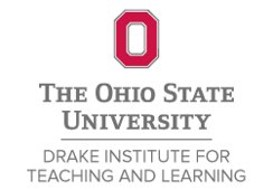 O
THE OHIO STATE
UNIVERSITY
DRAKE INSTITUTE FOR
TEACHING AND LEARNING